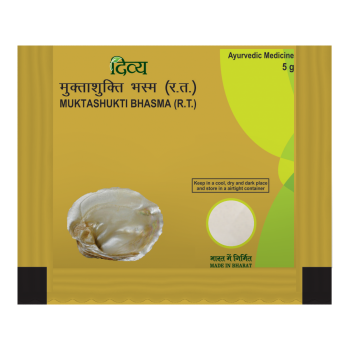 दिव्य
मुक्ताशुक्ति भस्म (र.त.)
MUKTASHUKTI BHASMA (R.T.)
Ayurvedic Medicine
5 g
Keep in a cool, dry and dark place
and store in a airtight container
भारत में निर्मित
MADE IN BHARAT